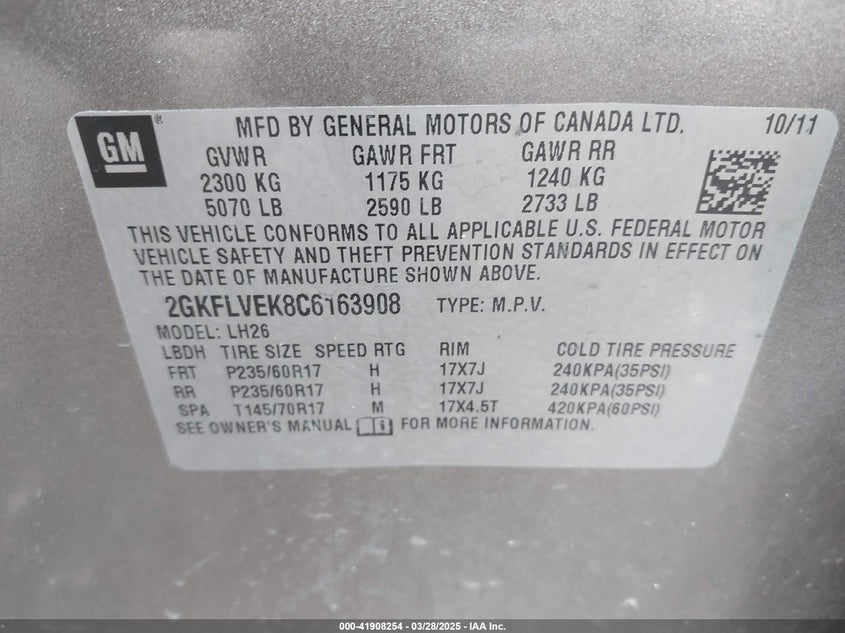 GM ® MFD BY GENERAL MOTORS OF CANADA LTD. 10/11
GVWR GAWR FRT GAWR RR
2300 KG 1175 KG 1240 KG
5070 LB 2590 LB 2733 LB
THIS VEHICLE CONFORMS TO ALL APPLICABLE U.S. FEDERAL MOTOR
VEHICLE SAFETY AND THEFT PREVENTION STANDARDS IN EFFECT ON
THE DATE OF MANUFACTURE SHOWN ABOVE.
2GKFLVEK8C6163908 TYPE: M.P.V.
MODEL: LH26
LBDH TIRE SIZE SPEED RTG RIM COLD TIRE PRESSURE
FRT P235/60R17 H 17X7J 240KPA(35PSI)
RR P235/60R17 H 17X7J 240KPA(35PSI)
SPA T145/70R17 M 17X4.5T 420KPA(60PSI)
SEE OWNER'S MANUAL FOR MORE INFORMATION.
000-41908254 — 03/28/2025 — IAA Inc.